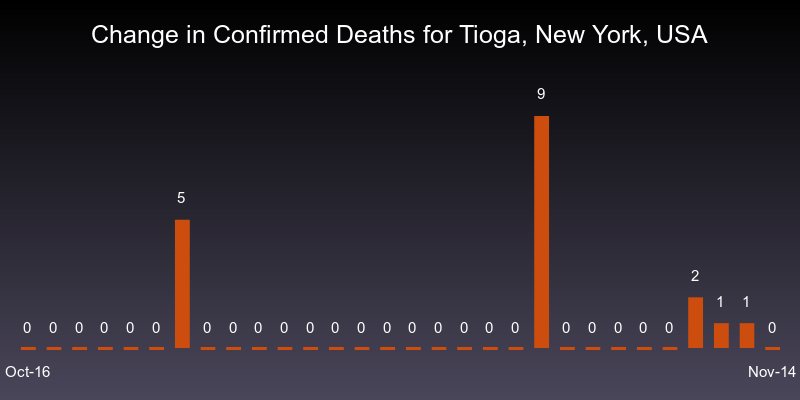 Change in Confirmed Deaths for Tioga, New York, USA
9
5
2
1 1
0 0 0 0 0 0 0 0 0 0 0 0 0 0 0 0 0 0 0 0 0 0 0 0 0
Oct-16 Nov-14